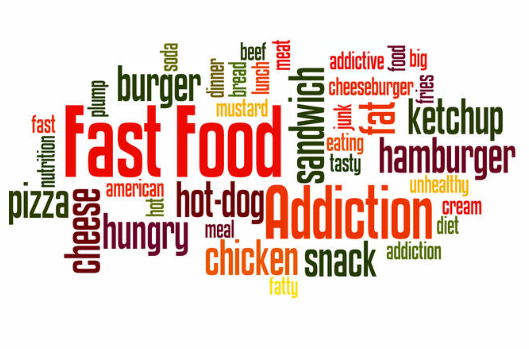 soda
beef
meat
addictive
food
big
burger
dinner
bread
lunch
cheeseburger
fries
plump
mustard
sandwich
junk
fat
ketchup
fast
Fast Food
eating
tasty
hamburger
nutrition
american
hot
hot-dog
Addiction
unhealthy
pizza
cheese
hungry
meal
cream
diet
chicken
snack
addiction
fatty